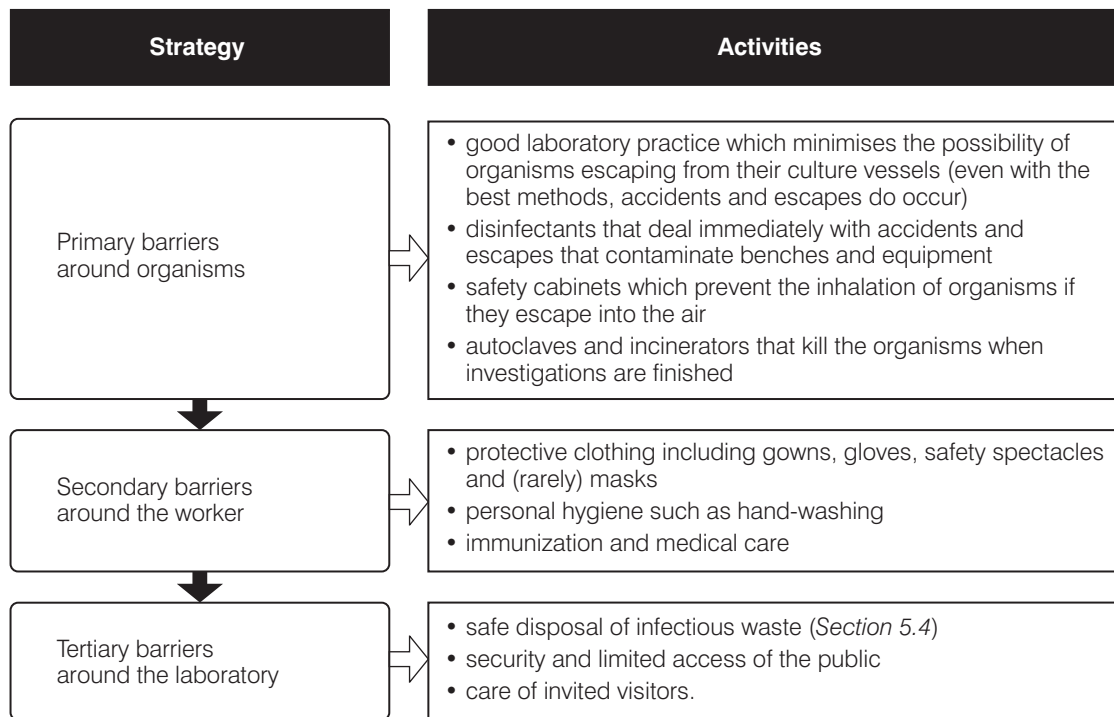 Strategy
Activities
Primary barriers
around organisms
• good laboratory practice which minimises the possibility of
organisms escaping from their culture vessels (even with the
best methods, accidents and escapes do occur)
• disinfectants that deal immediately with accidents and
escapes that contaminate benches and equipment
• safety cabinets which prevent the inhalation of organisms if
they escape into the air
• autoclaves and incinerators that kill the organisms when
investigations are finished
Secondary barriers
around the worker
• protective clothing including gowns, gloves, safety spectacles
and (rarely) masks
• personal hygiene such as hand-washing
• immunization and medical care
Tertiary barriers
around the laboratory
• safe disposal of infectious waste (Section 5.4)
• security and limited access of the public
• care of invited visitors.